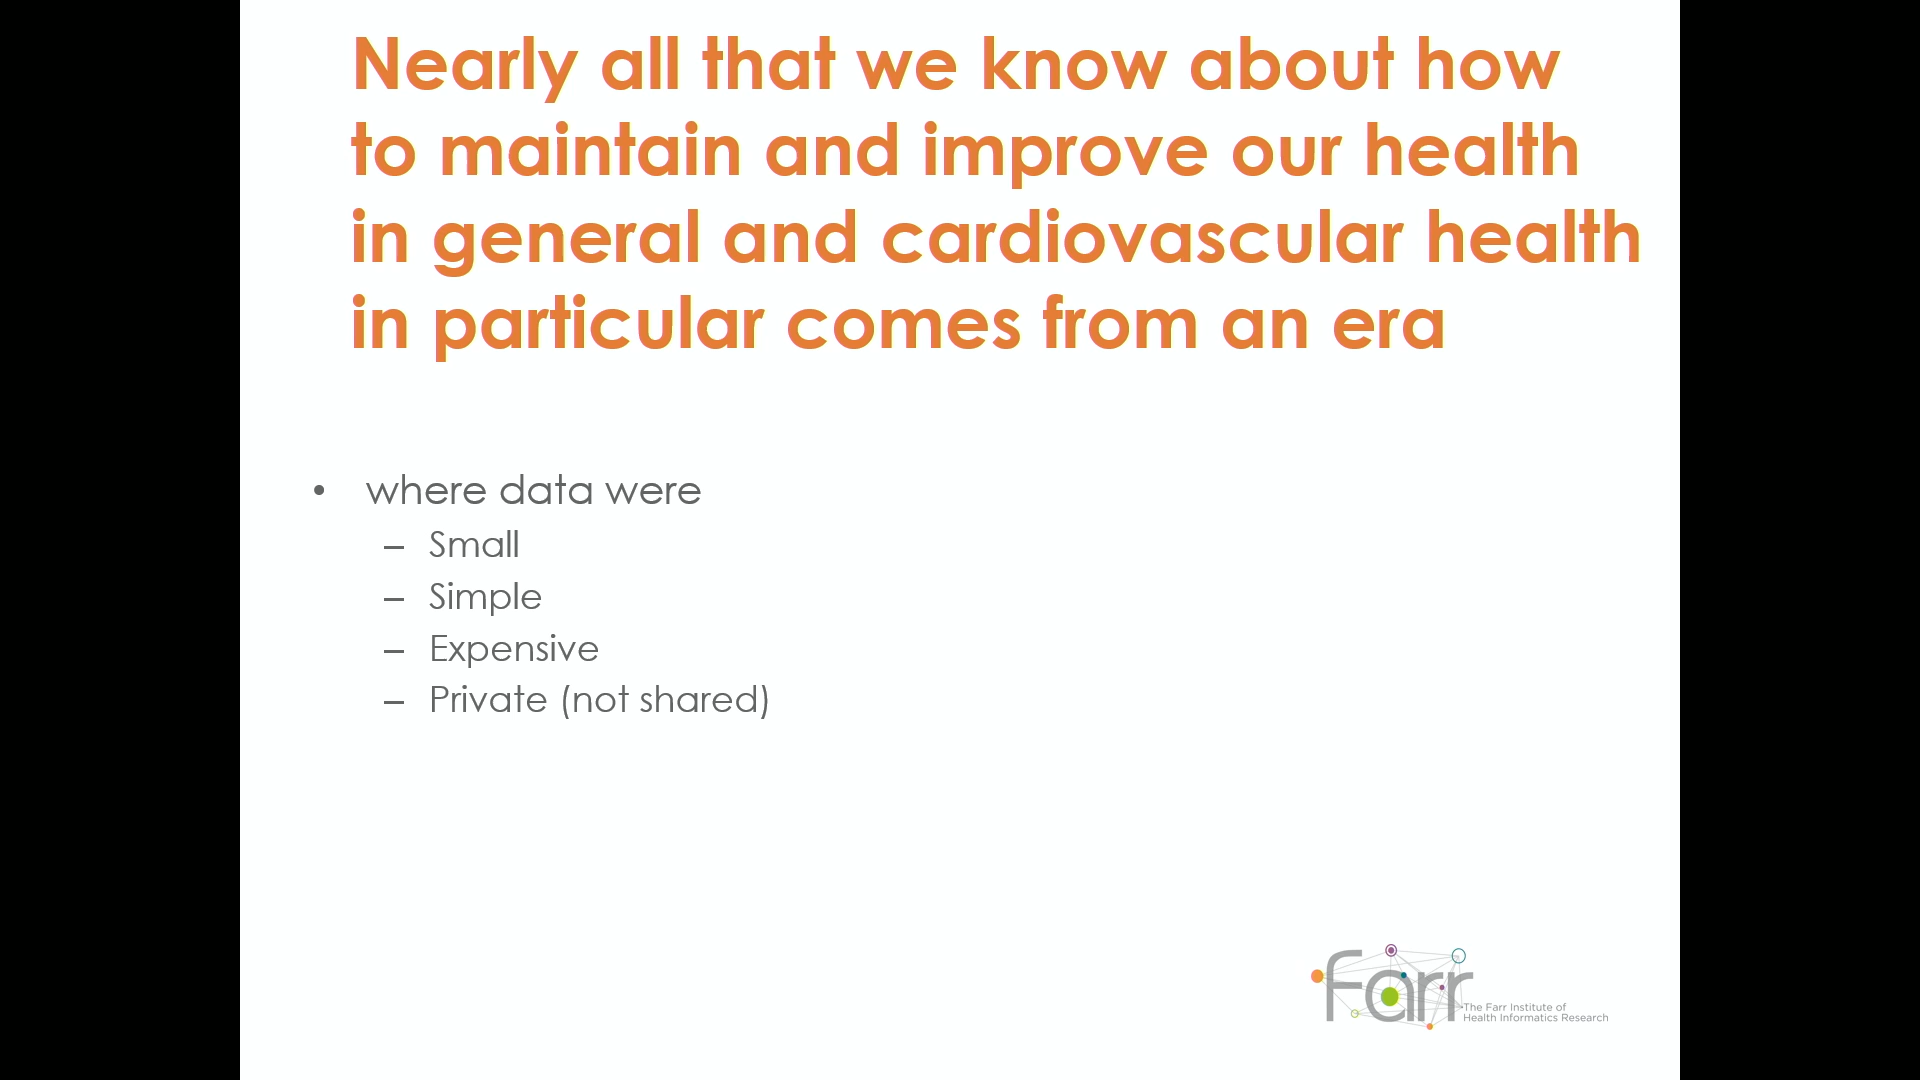 Nearly all that we know about how
to maintain and improve our health
in general and cardiovascular health
in particular comes from an era
• where data were
– Small
– Simple
– Expensive
– Private (not shared)
farr
The Farr Institute of
Health Informatics Research